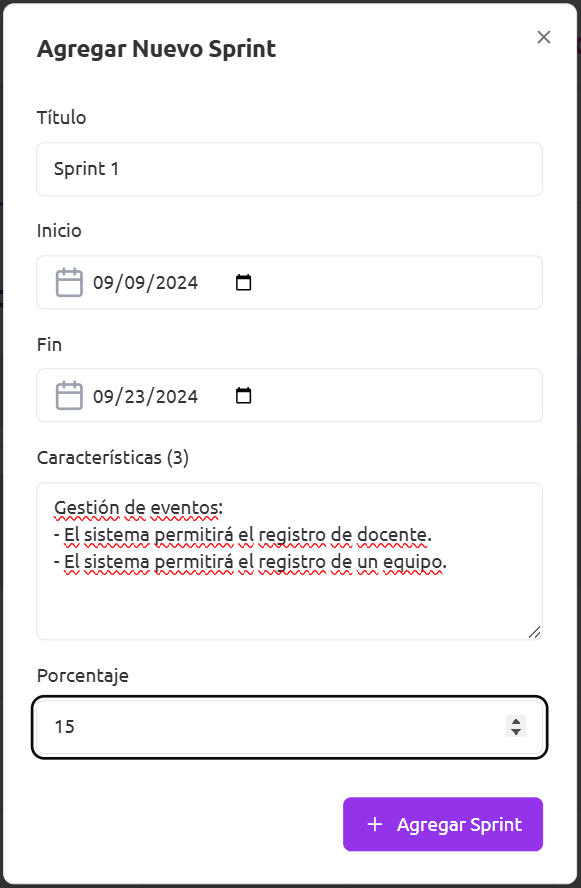 Agregar Nuevo Sprint
Título
Sprint 1
Inicio
09/09/2024
Fin
09/23/2024
Características (3)
Gestión de eventos:
- El sistema permitirá el registro de docente.
- El sistema permitirá el registro de un equipo.
Porcentaje
15
+ Agregar Sprint